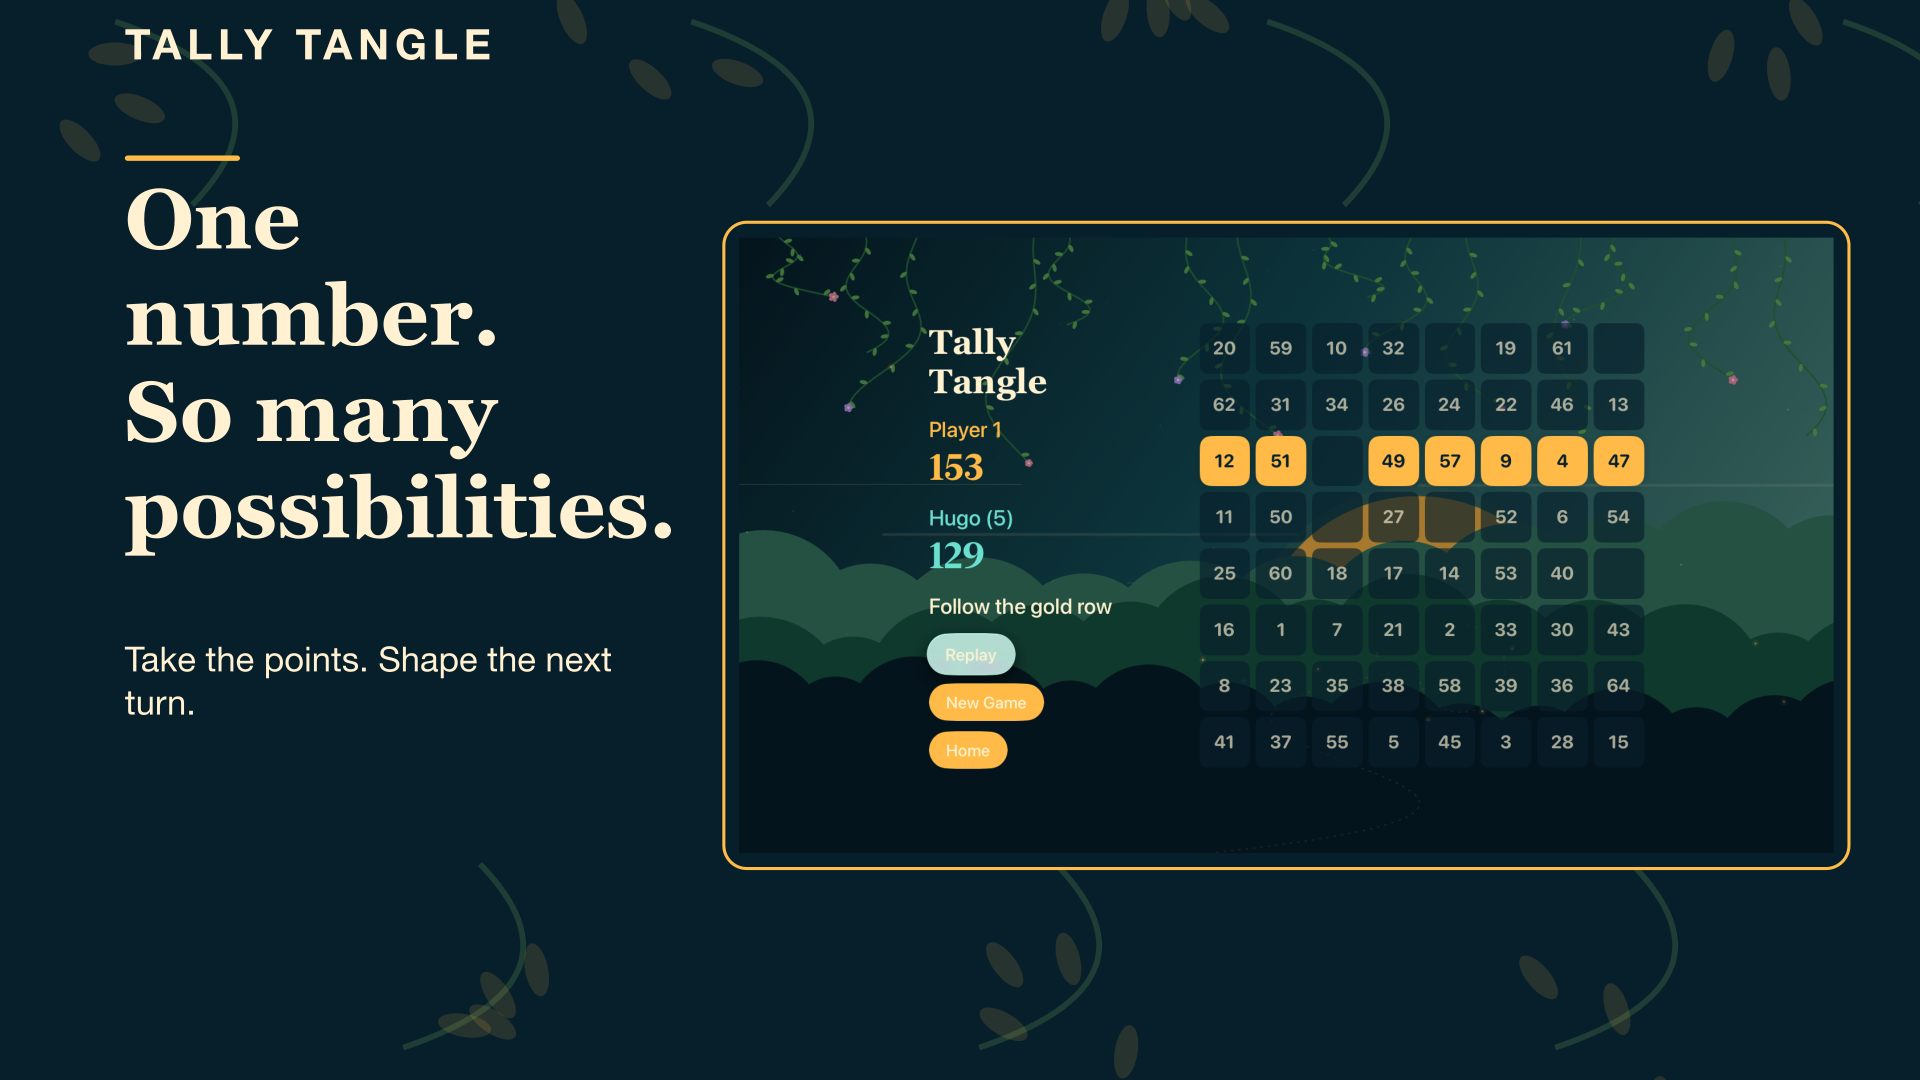 TALLY TANGLE
One
number.
So many
possibilities.
Take the points. Shape the next
turn.
Tally
Tangle
Player 1
153
Hugo (5)
129
Follow the gold row
Replay
New Game
Home
20 59 10 32 19 61
62 31 34 26 24 22 46 13
12 51 49 57 9 4 47
11 50 27 52 6 54
25 60 18 17 14 53 40
16 1 7 21 2 33 30 43
8 23 35 38 58 39 36 64
41 37 55 5 45 3 28 15